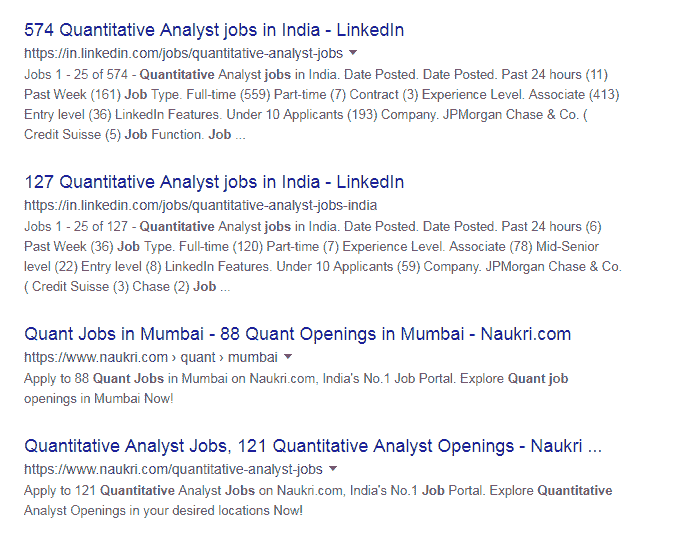 574 Quantitative Analyst jobs in India - LinkedIn
https://in.linkedin.com/jobs/quantitative-analyst-jobs
Jobs 1 - 25 of 574 - Quantitative Analyst jobs in India. Date Posted. Date Posted. Past 24 hours (11)
Past Week (161) Job Type. Full-time (559) Part-time (7) Contract (3) Experience Level. Associate (413)
Entry level (36) LinkedIn Features. Under 10 Applicants (193) Company. JPMorgan Chase & Co. (
Credit Suisse (5) Job Function. Job ...
127 Quantitative Analyst jobs in India - LinkedIn
https://in.linkedin.com/jobs/quantitative-analyst-jobs-india
Jobs 1 - 25 of 127 - Quantitative Analyst jobs in India. Date Posted. Date Posted. Past 24 hours (6)
Past Week (36) Job Type. Full-time (120) Part-time (7) Experience Level. Associate (78) Mid-Senior
level (22) Entry level (8) LinkedIn Features. Under 10 Applicants (59) Company. JPMorgan Chase & Co.
( Credit Suisse (3) Chase (2) Job ...
Quant Jobs in Mumbai - 88 Quant Openings in Mumbai - Naukri.com
https://www.naukri.com › quant › mumbai
Apply to 88 Quant Jobs in Mumbai on Naukri.com, India's No.1 Job Portal. Explore Quant job
openings in Mumbai Now!
Quantitative Analyst Jobs, 121 Quantitative Analyst Openings - Naukri ...
https://www.naukri.com/quantitative-analyst-jobs
Apply to 121 Quantitative Analyst Jobs on Naukri.com, India's No.1 Job Portal. Explore Quantitative
Analyst Openings in your desired locations Now!